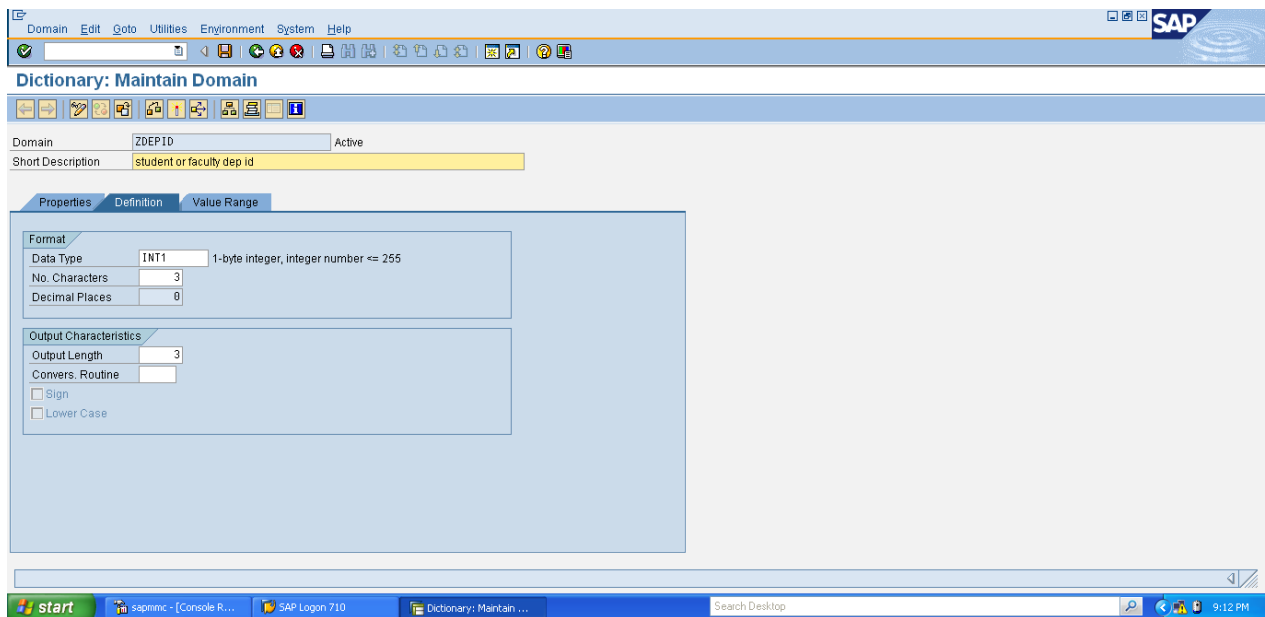 Domain Edit Goto Utilities Environment System Help
SAP
Dictionary: Maintain Domain
Domain ZDEPID Active
Short Description student or faculty dep id
Properties Definition Value Range
Format
Data Type INT1 1-byte integer, integer number <= 255
No. Characters 3
Decimal Places 0
Output Characteristics
Output Length 3
Convers. Routine
Sign
Lower Case
start sapmmc - [Console R... SAP Logon 710 Dictionary: Maintain ... Search Desktop 9:12 PM